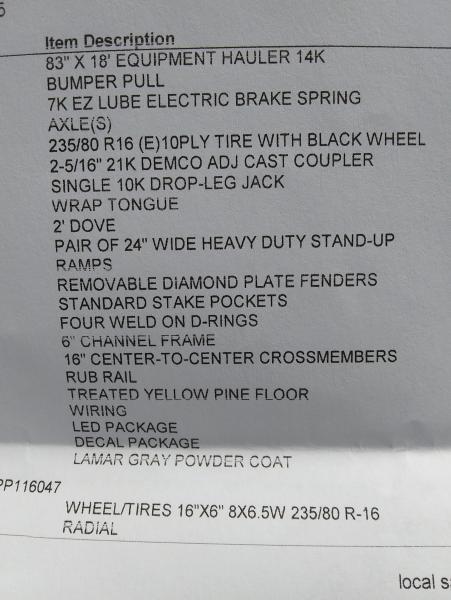 Item Description
83" X 18' EQUIPMENT HAULER 14K
BUMPER PULL
7K EZ LUBE ELECTRIC BRAKE SPRING
AXLE(S)
235/80 R16 (E)10PLY TIRE WITH BLACK WHEEL
2-5/16" 21K DEMCO ADJ CAST COUPLER
SINGLE 10K DROP-LEG JACK
WRAP TONGUE
2' DOVE
PAIR OF 24" WIDE HEAVY DUTY STAND-UP
RAMPS
REMOVABLE DIAMOND PLATE FENDERS
STANDARD STAKE POCKETS
FOUR WELD ON D-RINGS
6" CHANNEL FRAME
16" CENTER-TO-CENTER CROSSMEMBERS
RUB RAIL
TREATED YELLOW PINE FLOOR
WIRING
LED PACKAGE
DECAL PACKAGE
LAMAR GRAY POWDER COAT
PP116047
WHEEL/TIRES 16"X6" 8X6.5W 235/80 R-16
RADIAL
local